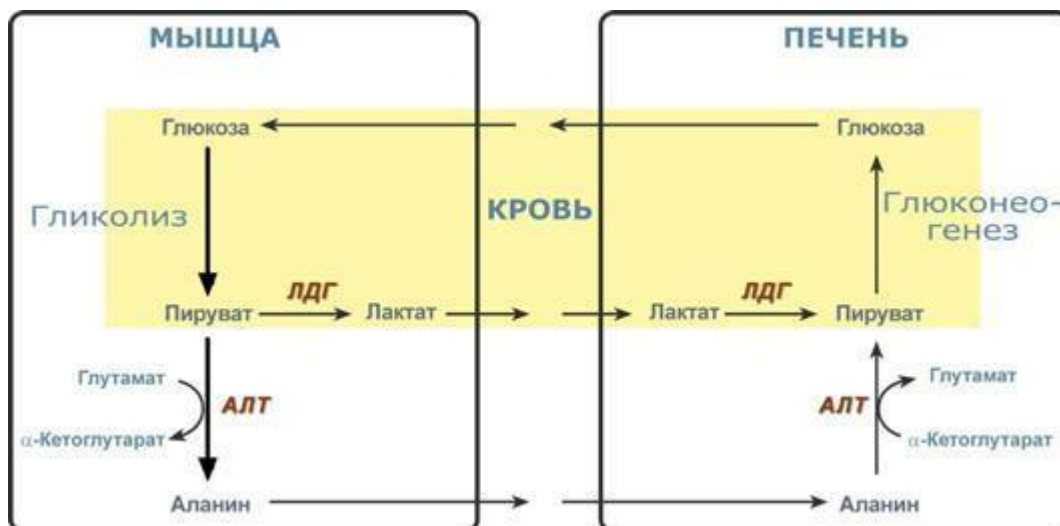 МЫШЦА
ПЕЧЕНЬ
Глюкоза
Глюкоза
Гликолиз
КРОВЬ
Глюконео-
генез
Пируват
ЛДГ
Лактат
Лактат
ЛДГ
Пируват
Глутамат
АЛТ
α-Кетоглутарат
АЛТ
Глутамат
α-Кетоглутарат
Аланин
Аланин